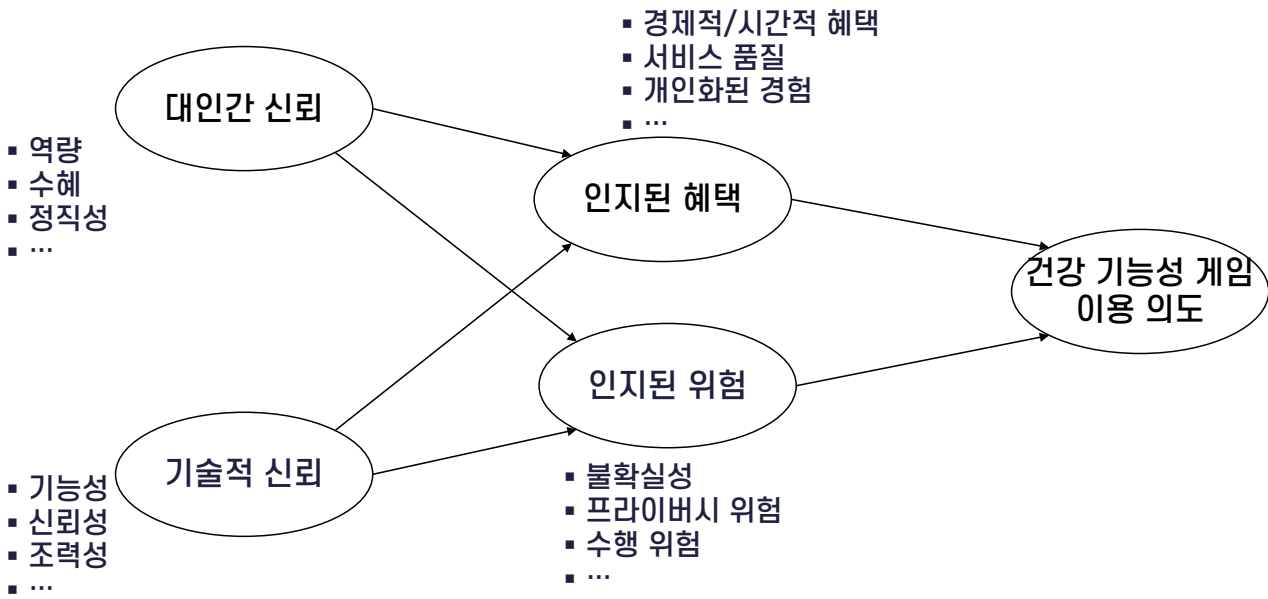 ▪ 경제적/시간적 혜택
▪ 서비스 품질
▪ 개인화된 경험
▪ …
대인간 신뢰
▪ 역량
▪ 수혜
▪ 정직성
▪ …
인지된 혜택
건강 기능성 게임
이용 의도
인지된 위험
기술적 신뢰
▪ 기능성
▪ 신뢰성
▪ 조력성
▪ …
▪ 불확실성
▪ 프라이버시 위험
▪ 수행 위험
▪ …